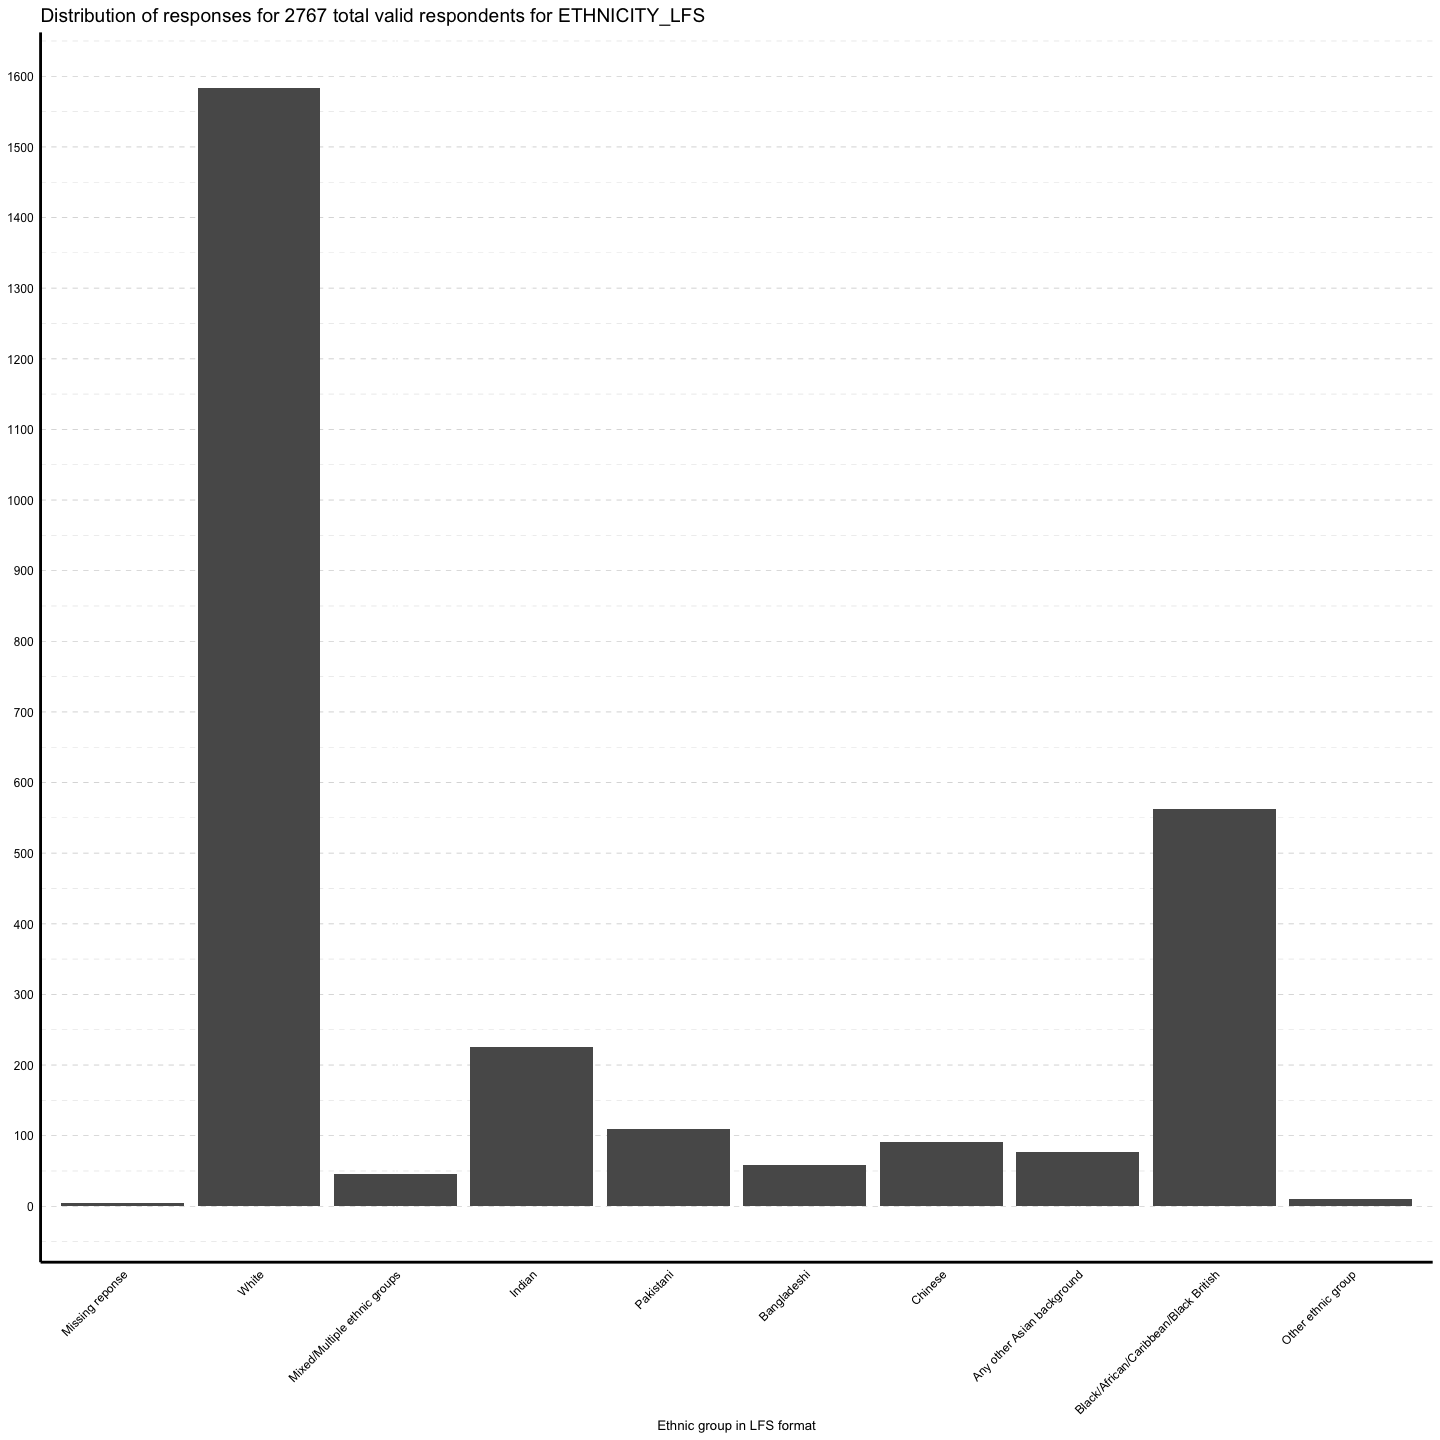 Distribution of responses for 2767 total valid respondents for ETHNICITY_LFS
1600
1500
1400
1300
1200
1100
1000
900
800
700
600
500
400
300
200
100
0
Missing reponse
White
Mixed/Multiple ethnic groups
Indian
Pakistani
Bangladeshi
Chinese
Any other Asian background
Black/African/Caribbean/Black British
Other ethnic group
Ethnic group in LFS format